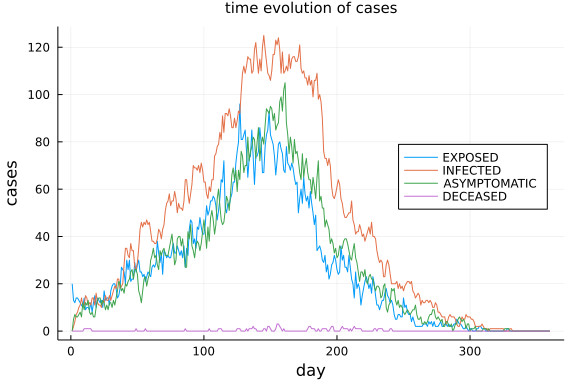 time evolution of cases
cases
120
100
80
60
40
20
0
EXPOSED
INFECTED
ASYMPTOMATIC
DECEASED
0
100
200
300
day